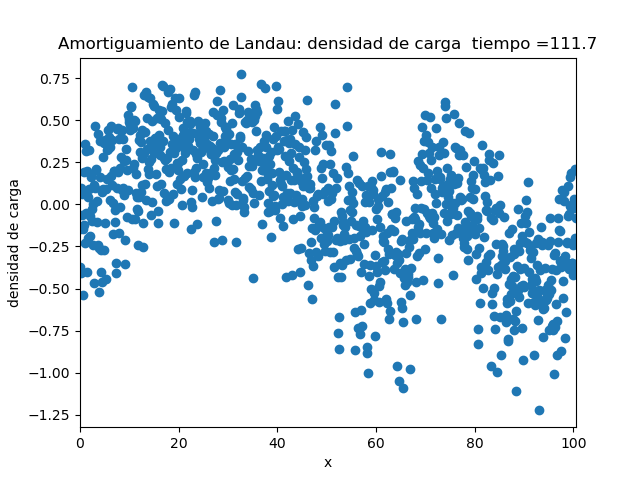 Amortiguamiento de Landau: densidad de carga  tiempo =111.7
densidad de carga
0.75
0.50
0.25
0.00
−0.25
−0.50
−0.75
−1.00
−1.25
0 20 40 60 80 100
x